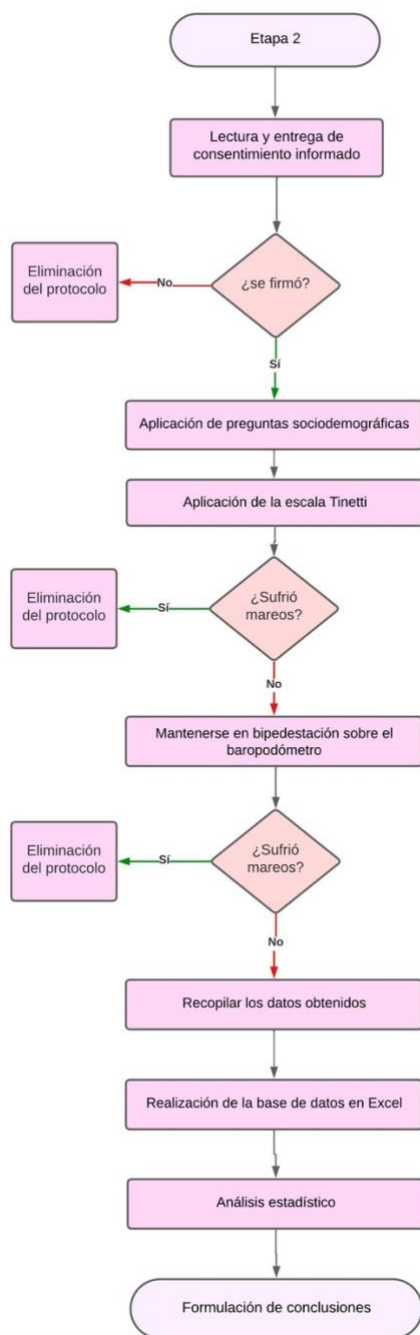 Etapa 2
Lectura y entrega de
consentimiento informado
¿se firmó?
No
Eliminación
del protocolo
Sí
Aplicación de preguntas sociodemográficas
Aplicación de la escala Tinetti
¿Sufrió
mareos?
Sí
Eliminación
del protocolo
No
Mantenerse en bipedestación sobre el
baropodómetro
¿Sufrió
mareos?
Sí
Eliminación
del protocolo
No
Recopilar los datos obtenidos
Realización de la base de datos en Excel
Análisis estadístico
Formulación de conclusiones